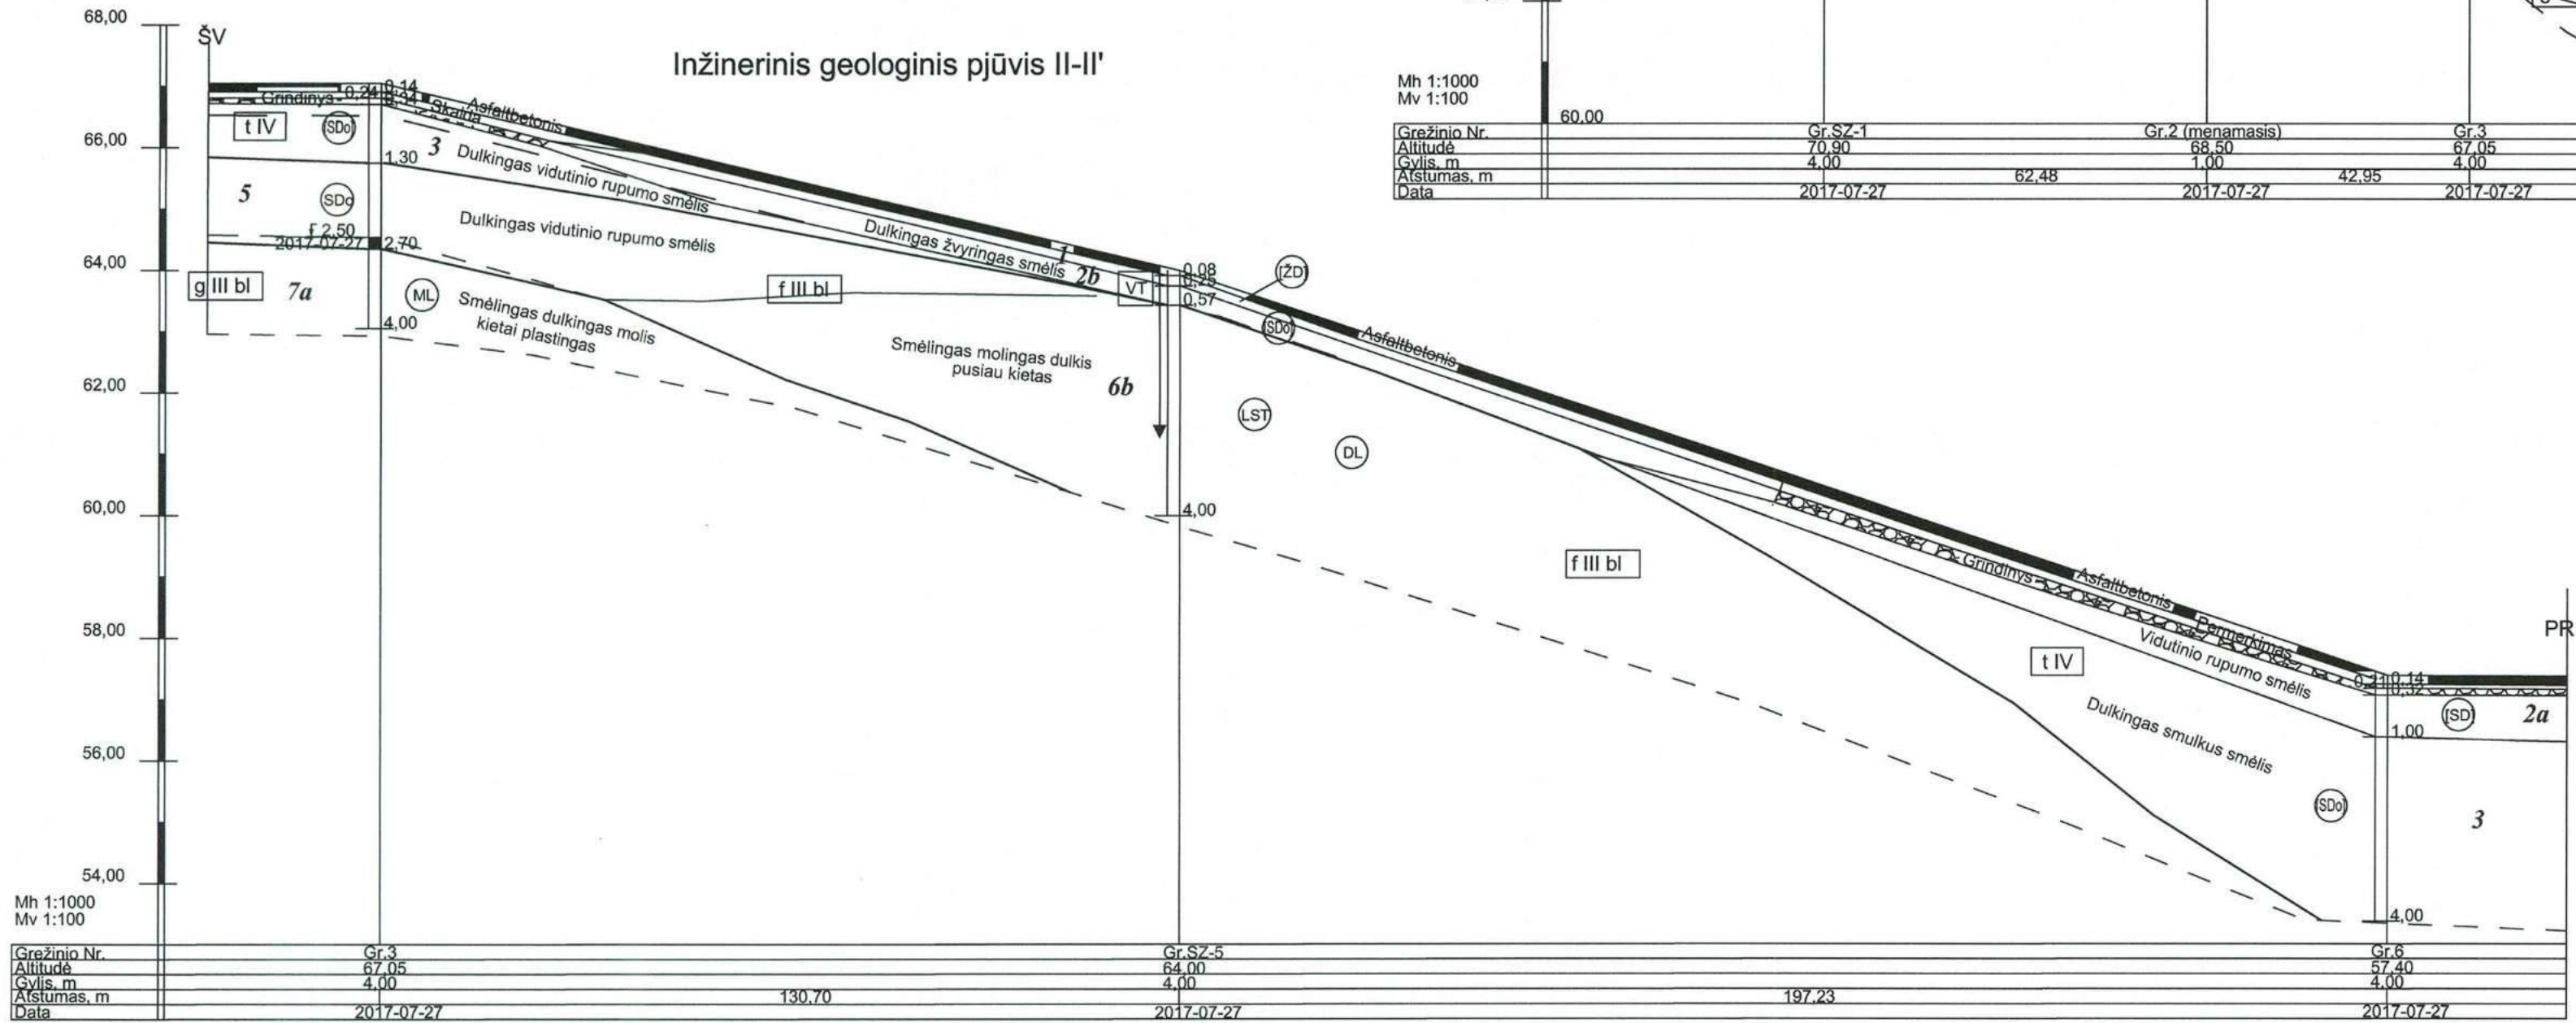 68,00
66,00
64,00
62,00
60,00
58,00
56,00
54,00
ŠV
Inžinerinis geologinis pjūvis II-II'
Mh 1:1000
Mv 1:100
60,00
Grežinio Nr. Gr.SZ-1 Gr.2 (menamasis) Gr.3
Altitudė 70,90 68,50 67,05
Gylis, m 4,00 1,00 4,00
Atstumas, m 62,48 42,95
Data 2017-07-27 2017-07-27 2017-07-27
Grindinys
0,24
0,14
0,34
Skalda
Asfaltbetonis
t IV
[SDo]
1,30
3
Dulkingas vidutinio rupumo smėlis
5
SDo
f 2,50
2017-07-27
2,70
Dulkingas vidutinio rupumo smėlis
Dulkingas žvyringas smėlis
1
2b
g III bl
7a
ML
Smėlingas dulkingas molis
kietai plastingas
4,00
f III bl
VT
0,08
0,25
0,57
[ŽD]
[SDo]
Asfaltbetonis
Smėlingas molingas dulkis
pusiau kietas
6b
LST
DL
4,00
f III bl
Grindinys
Asfaltbetonis
Permerkimas
Vidutinio rupumo smėlis
t IV
Dulkingas smulkus smėlis
[SDo]
PR
0,21
0,14
0,32
[SD]
2a
1,00
3
4,00
Mh 1:1000
Mv 1:100
Grežinio Nr. Gr.3 Gr.SZ-5 Gr.6
Altitudė 67,05 64,00 57,40
Gylis, m 4,00 4,00 4,00
Atstumas, m 130,70 197,23
Data 2017-07-27 2017-07-27 2017-07-27